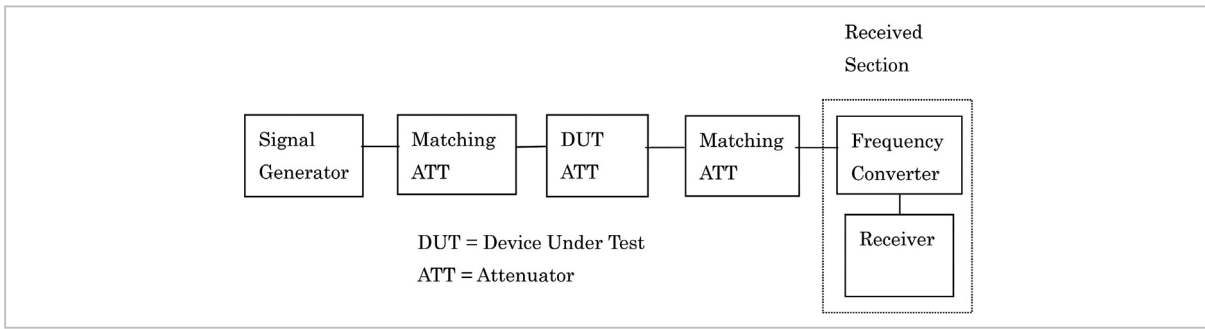 Received
Section
Signal
Generator
Matching
ATT
DUT
ATT
Matching
ATT
Frequency
Converter
Receiver
DUT = Device Under Test
ATT = Attenuator